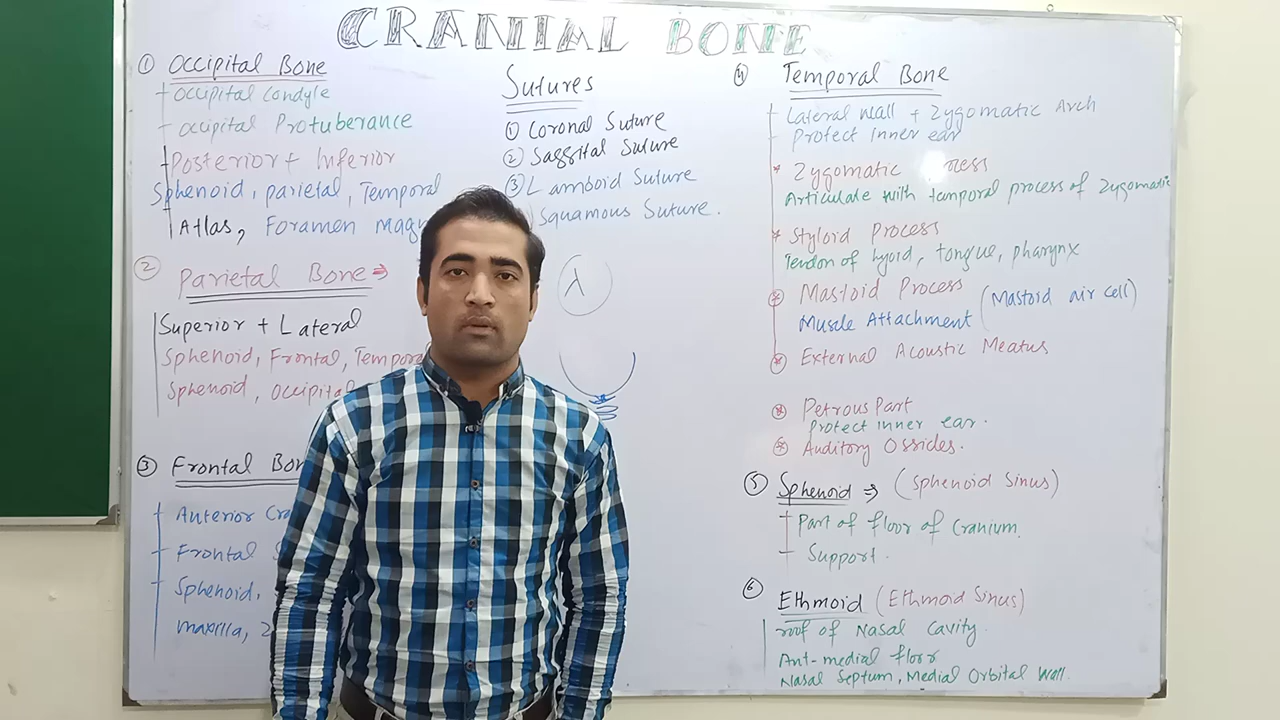 CRANIAL BONE
① Occipital Bone
Occipital Condyle
Occipital Protuberance
Posterior + Inferior
Sphenoid, parietal, Temporal
Atlas, Foramen mag
② Parietal Bone ⇒
Superior + Lateral
Sphenoid, Frontal, Tempora
Sphenoid, Occipital
③ Frontal Bon
Anterior Cra
Frontal
Sphenoid,
maxilla,
Sutures
① Coronal Suture
② Saggital Suture
③ Lamboid Suture
Squamous Suture.
λ
④ Temporal Bone
Lateral Wall + Zygomatic Arch
Protect Inner ear
* Zygomatic Process
Articulate with temporal process of Zygomatic
* Styloid Process
Tendon of hyoid, tongue, pharynx
Mastoid Process
Muscle Attachment (Mastoid air cell)
External Acoustic Meatus
Petrous Part
Protect inner ear.
Auditory Ossicles.
⑤ Sphenoid ⇒ (Sphenoid Sinus)
Part of floor of Cranium.
Support.
⑥ Ethmoid (Ethmoid Sinus)
roof of Nasal Cavity
Ant-medial floor
Nasal Septum, Medial Orbital Wall.